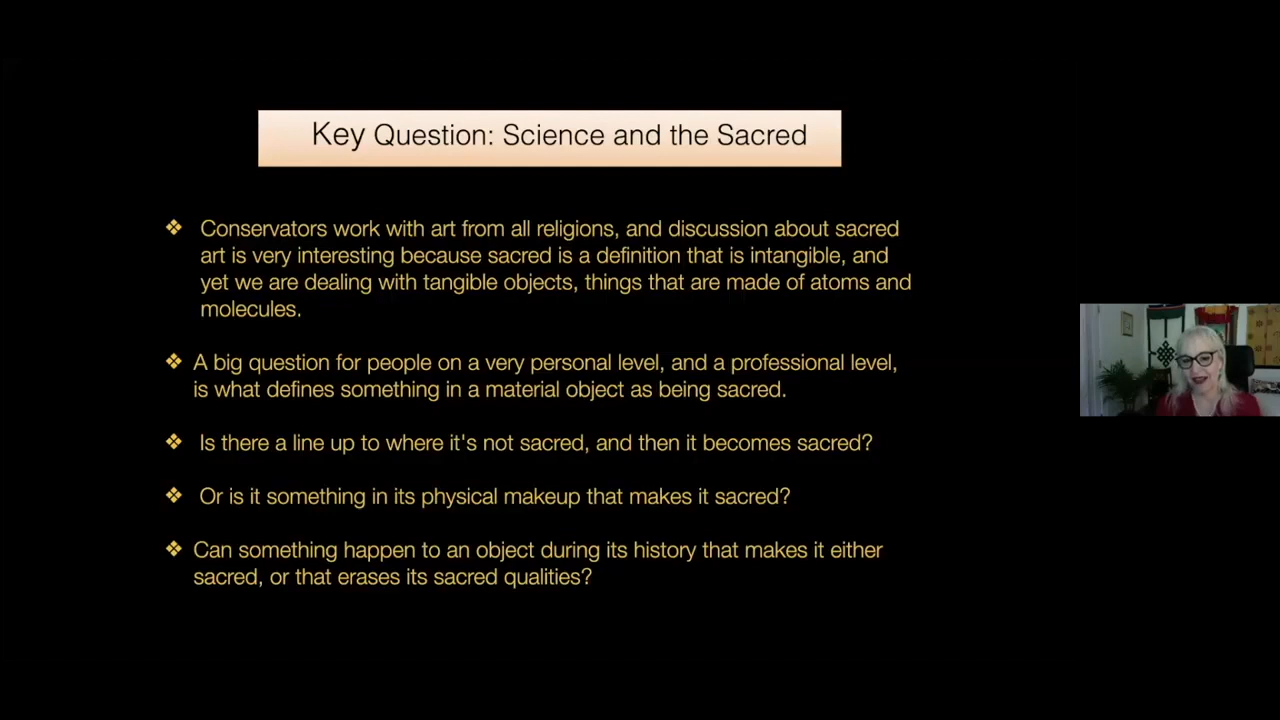 Key Question: Science and the Sacred
❖ Conservators work with art from all religions, and discussion about sacred
art is very interesting because sacred is a definition that is intangible, and
yet we are dealing with tangible objects, things that are made of atoms and
molecules.
❖ A big question for people on a very personal level, and a professional level,
is what defines something in a material object as being sacred.
❖ Is there a line up to where it's not sacred, and then it becomes sacred?
❖ Or is it something in its physical makeup that makes it sacred?
❖ Can something happen to an object during its history that makes it either
sacred, or that erases its sacred qualities?